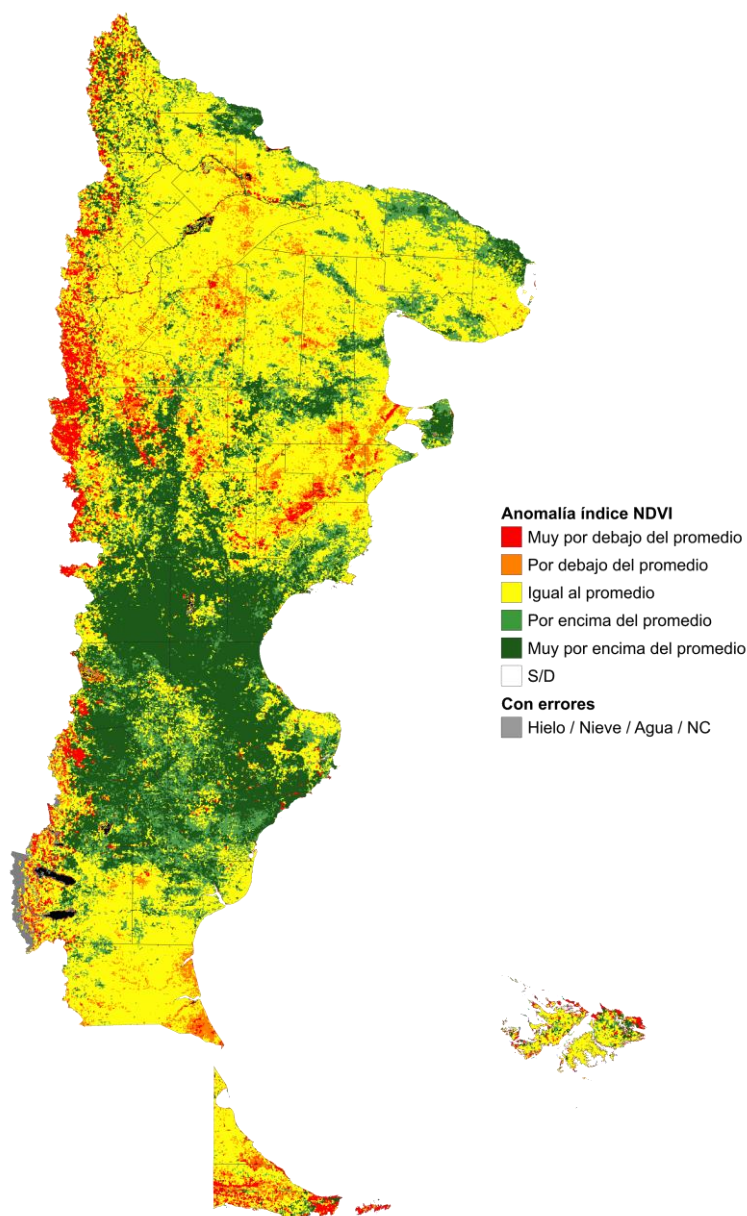 Anomalía índice NDVI
Muy por debajo del promedio
Por debajo del promedio
Igual al promedio
Por encima del promedio
Muy por encima del promedio
S/D
Con errores
Hielo / Nieve / Agua / NC